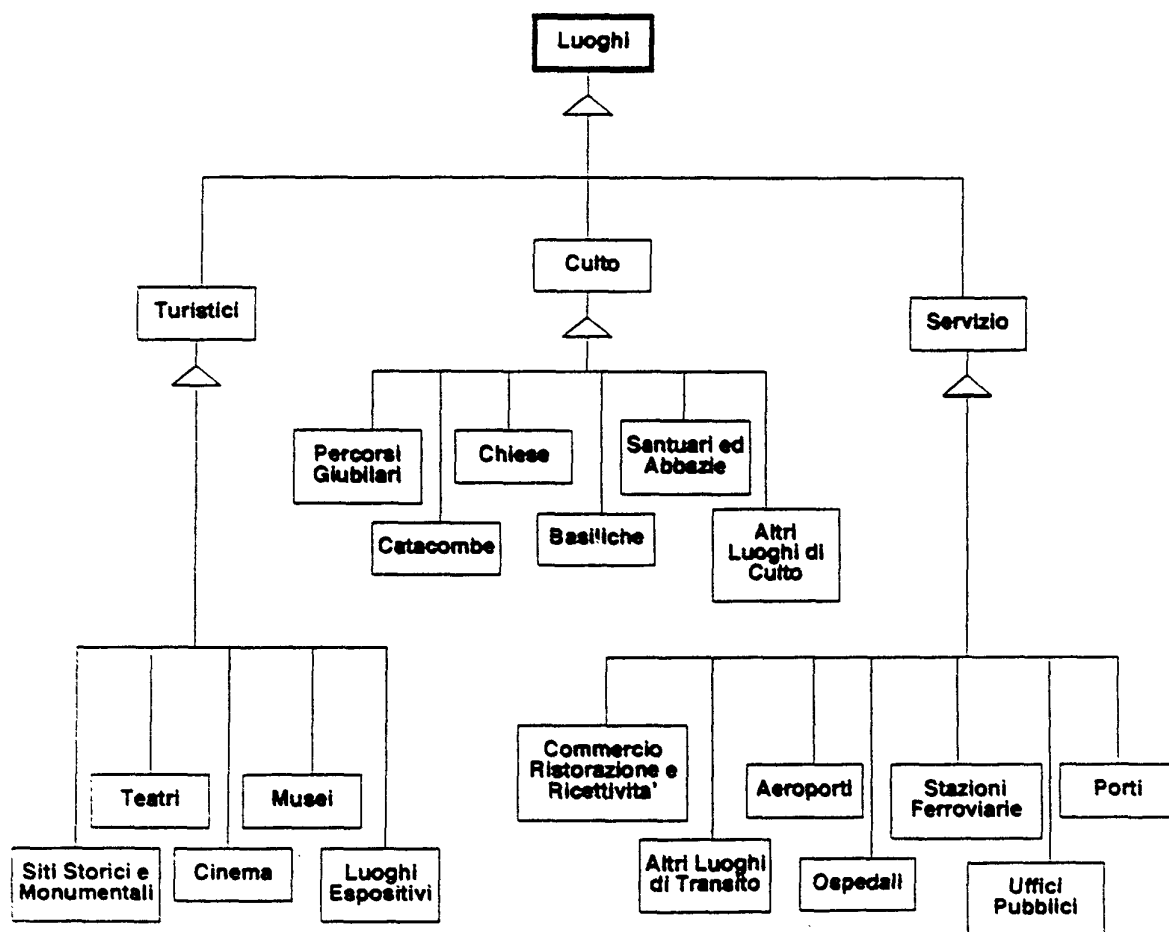 Luoghi
Culto
Turistici
Servizio
Percorsi
Giubilari
Chiese
Santuari ed
Abbazie
Catacombe
Basiliche
Altri
Luoghi di
Culto
Commercio
Ristorazione e
Ricettivita'
Teatri
Musei
Aeroporti
Stazioni
Ferroviarie
Porti
Siti Storici e
Monumentali
Cinema
Luoghi
Espositivi
Altri Luoghi
di Transito
Ospedali
Uffici
Pubblici